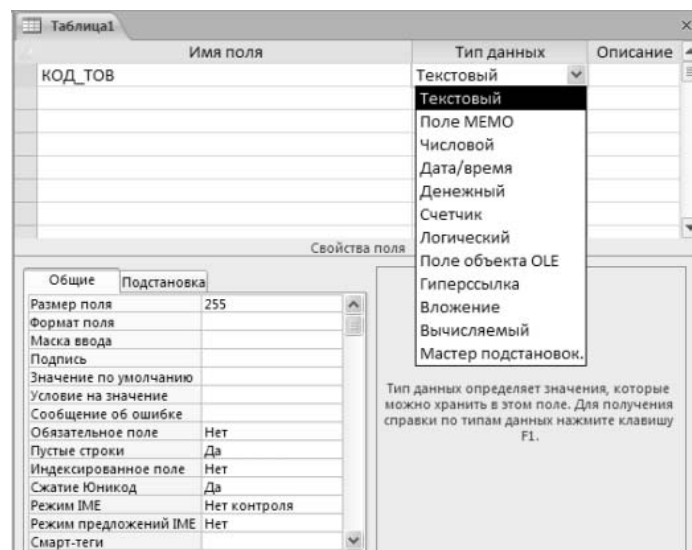 Таблица1
Имя поля Тип данных Описание
КОД_ТОВ Текстовый
Текстовый
Поле МЕМО
Числовой
Дата/время
Денежный
Счетчик
Логический
Поле объекта OLE
Гиперссылка
Вложение
Вычисляемый
Мастер подстановок.
Свойства поля
Общие Подстановка
Размер поля 255
Формат поля
Маска ввода
Подпись
Значение по умолчанию
Условие на значение
Сообщение об ошибке
Обязательное поле Нет
Пустые строки Да
Индексированное поле Нет
Сжатие Юникод Да
Режим IME Нет контроля
Режим предложений IME Нет
Смарт-теги
Тип данных определяет значения, которые
можно хранить в этом поле. Для получения
справки по типам данных нажмите клавишу
F1.